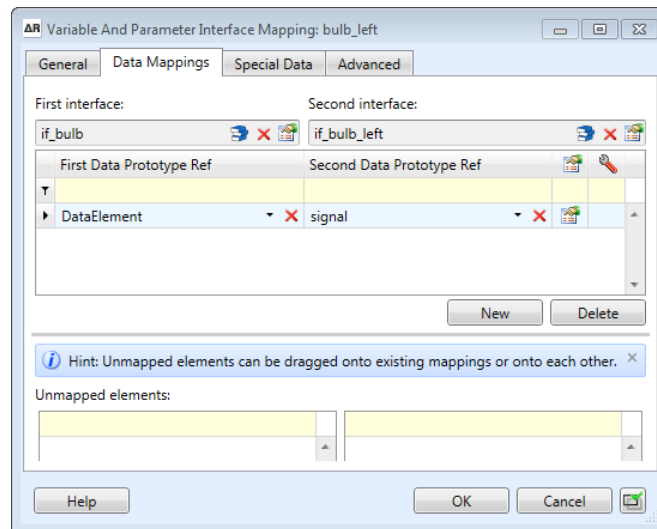 AR Variable And Parameter Interface Mapping: bulb_left
General Data Mappings Special Data Advanced
First interface: Second interface:
if_bulb if_bulb_left
First Data Prototype Ref Second Data Prototype Ref
DataElement signal
New Delete
Hint: Unmapped elements can be dragged onto existing mappings or onto each other.
Unmapped elements:
Help OK Cancel